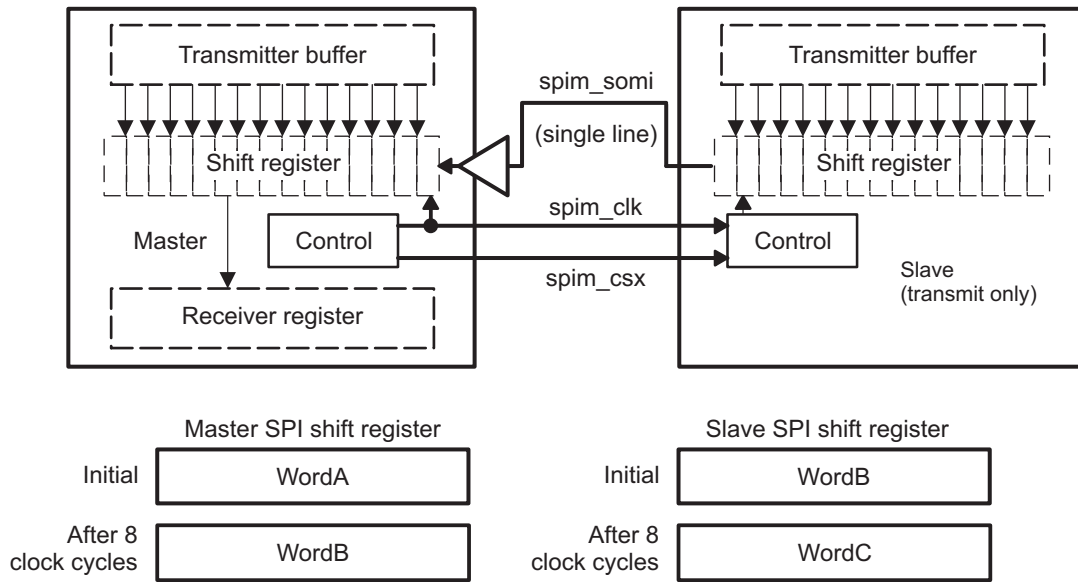 Transmitter buffer
Transmitter buffer
spim_somi
(single line)
Shift register
Shift register
spim_clk
Master
Control
Control
spim_csx
Slave
(transmit only)
Receiver register
Master SPI shift register
Slave SPI shift register
Initial
WordA
Initial
WordB
After 8
clock cycles
WordB
After 8
clock cycles
WordC